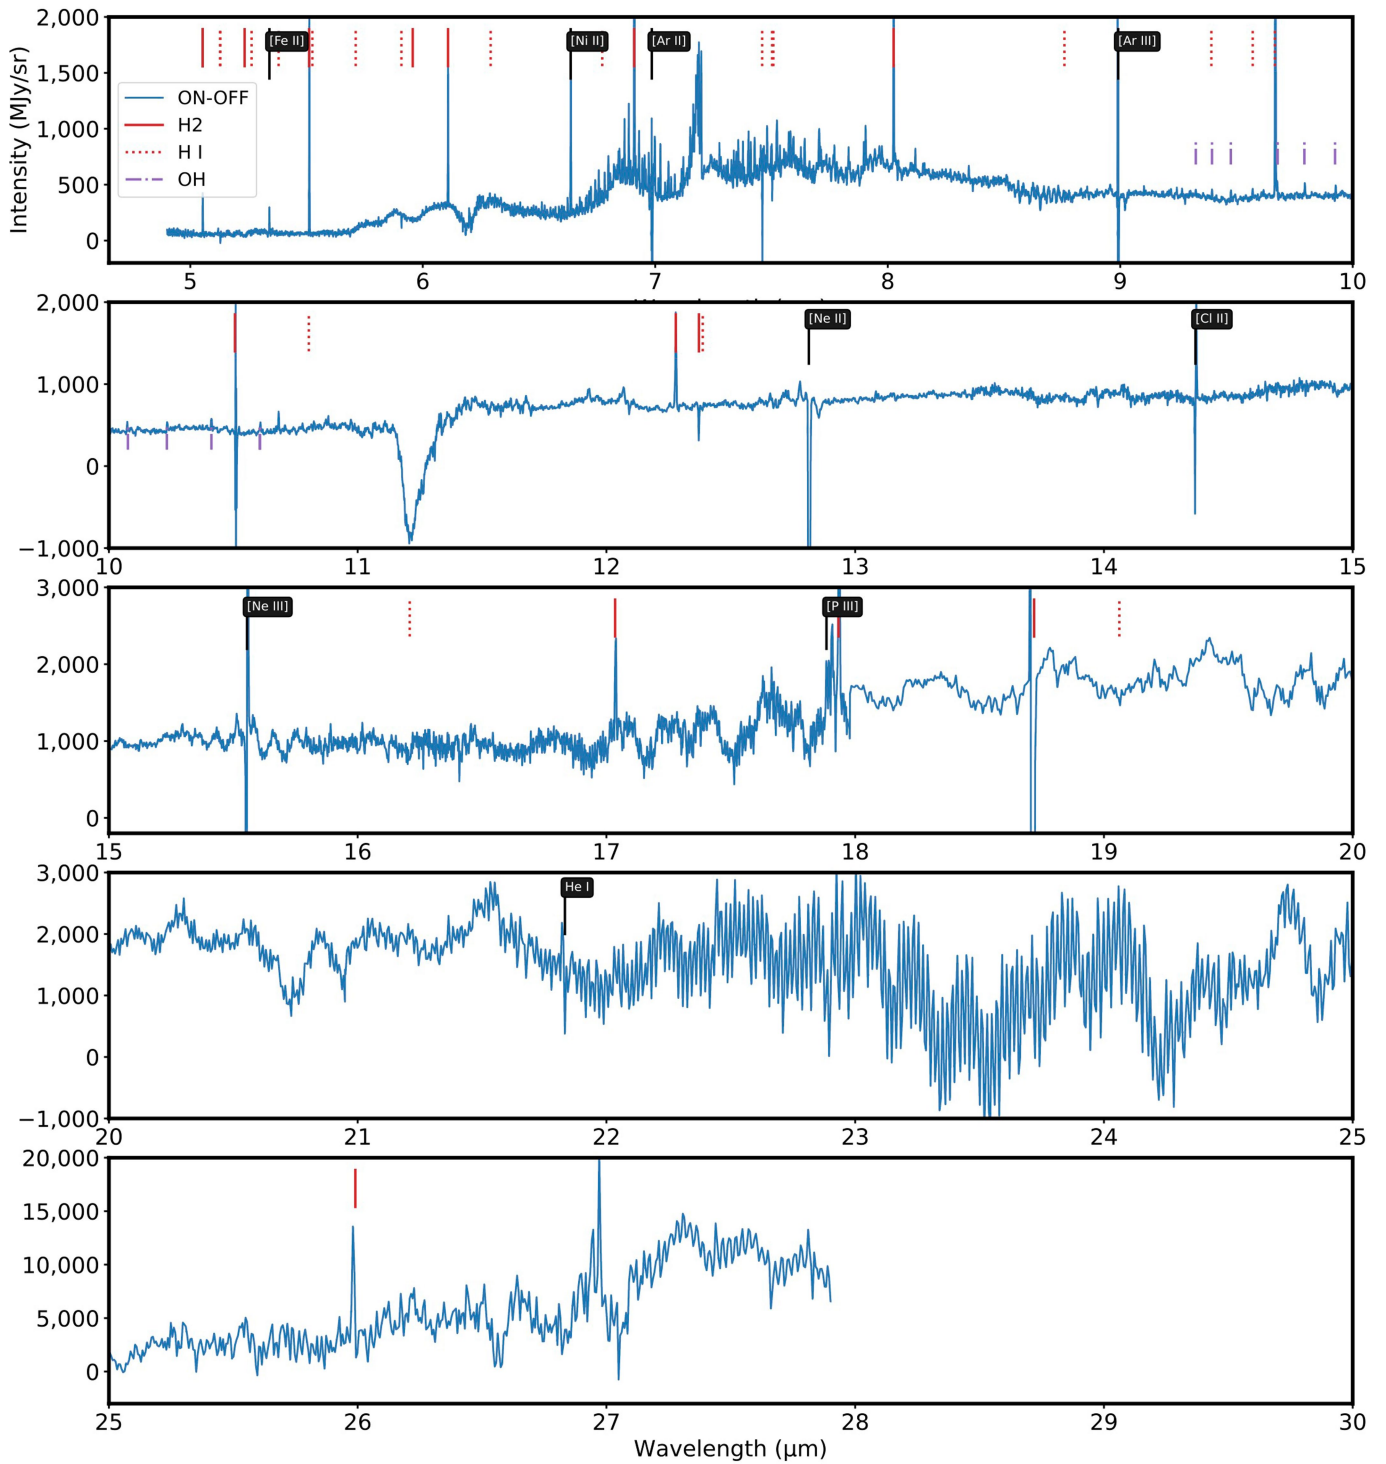 2,000
1,500
1,000
500
0
Intensity (MJy/sr)
[Fe II] [Ni II] [Ar II] [Ar III]
ON-OFF
H2
H I
OH
5 6 7 8 9 10
2,000
1,000
0
−1,000
[Ne II] [Cl II]
10 11 12 13 14 15
3,000
2,000
1,000
0
[Ne III] [P III]
15 16 17 18 19 20
3,000
2,000
1,000
0
−1,000
He I
20 21 22 23 24 25
20,000
15,000
10,000
5,000
0
25 26 27 28 29 30
Wavelength (μm)